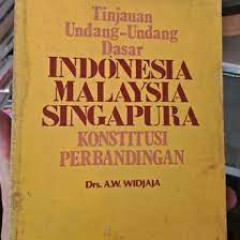 Tinjauan
Undang-Undang
Dasar
INDONESIA
MALAYSIA
SINGAPURA
KONSTITUSI
PERBANDINGAN
Drs. A.W. WIDJAJA